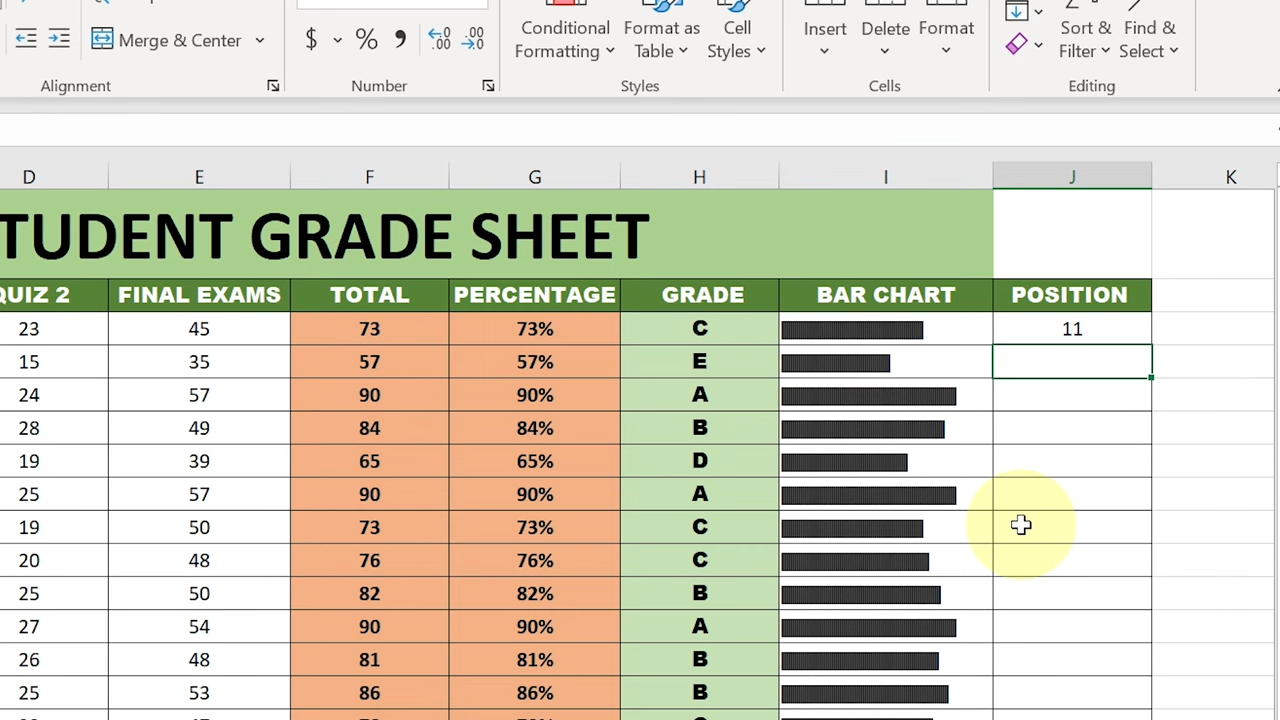 Merge & Center
$ % 9 .00 .00
Conditional Formatting
Format as Table
Cell Styles
Insert
Delete
Format
Sort & Filter
Find & Select
Alignment
Number
Styles
Cells
Editing
D E F G H I J K
TUDENT GRADE SHEET
QUIZ 2 FINAL EXAMS TOTAL PERCENTAGE GRADE BAR CHART POSITION
23 45 73 73% C 11
15 35 57 57% E
24 57 90 90% A
28 49 84 84% B
19 39 65 65% D
25 57 90 90% A
19 50 73 73% C
20 48 76 76% C
25 50 82 82% B
27 54 90 90% A
26 48 81 81% B
25 53 86 86% B